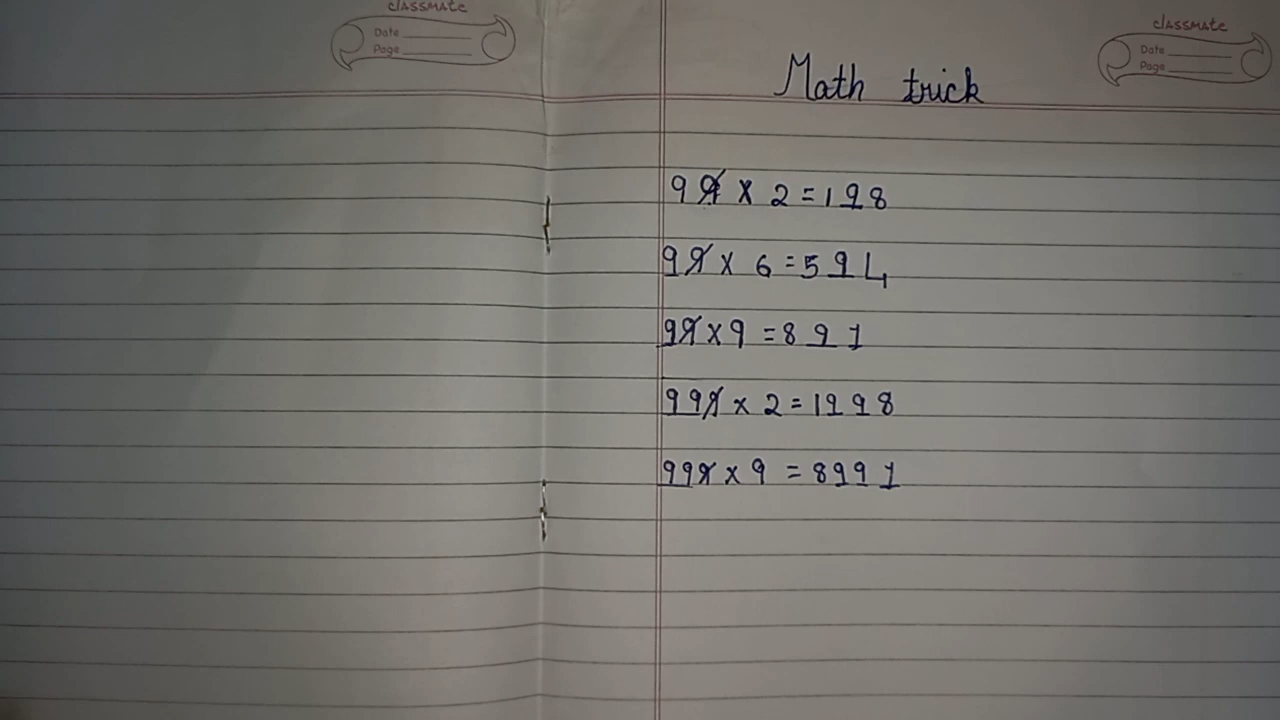 classmate
Date
Page
classmate
Date
Page
Math trick
99 x 2 = 198
99 x 6 = 594
99 x 9 = 891
999 x 2 = 1998
999 x 9 = 8991